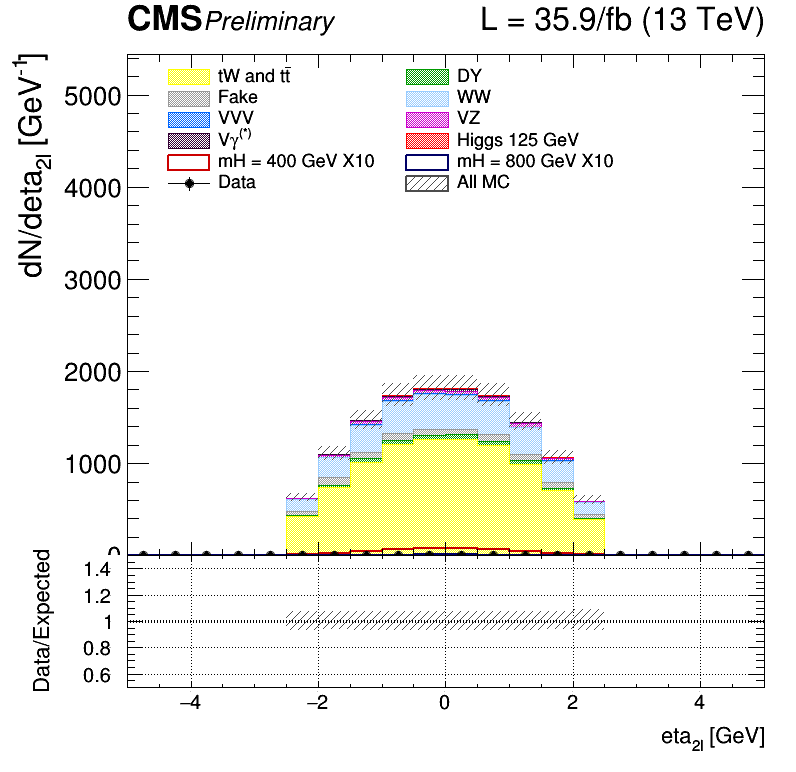 CMS Preliminary L = 35.9/fb (13 TeV)
dN/deta2l [GeV-1]
tW and tt̄ DY
Fake WW
VVV VZ
Vγ(*) Higgs 125 GeV
mH = 400 GeV X10 mH = 800 GeV X10
Data All MC
5000
4000
3000
2000
1000
0
Data/Expected
1.4
1.2
1
0.8
0.6
−4 −2 0 2 4
eta2l [GeV]